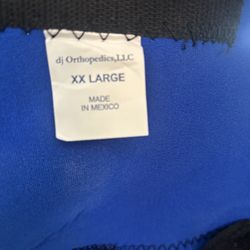 dj Orthopedics,LLC
XX LARGE
MADE
IN MEXICO